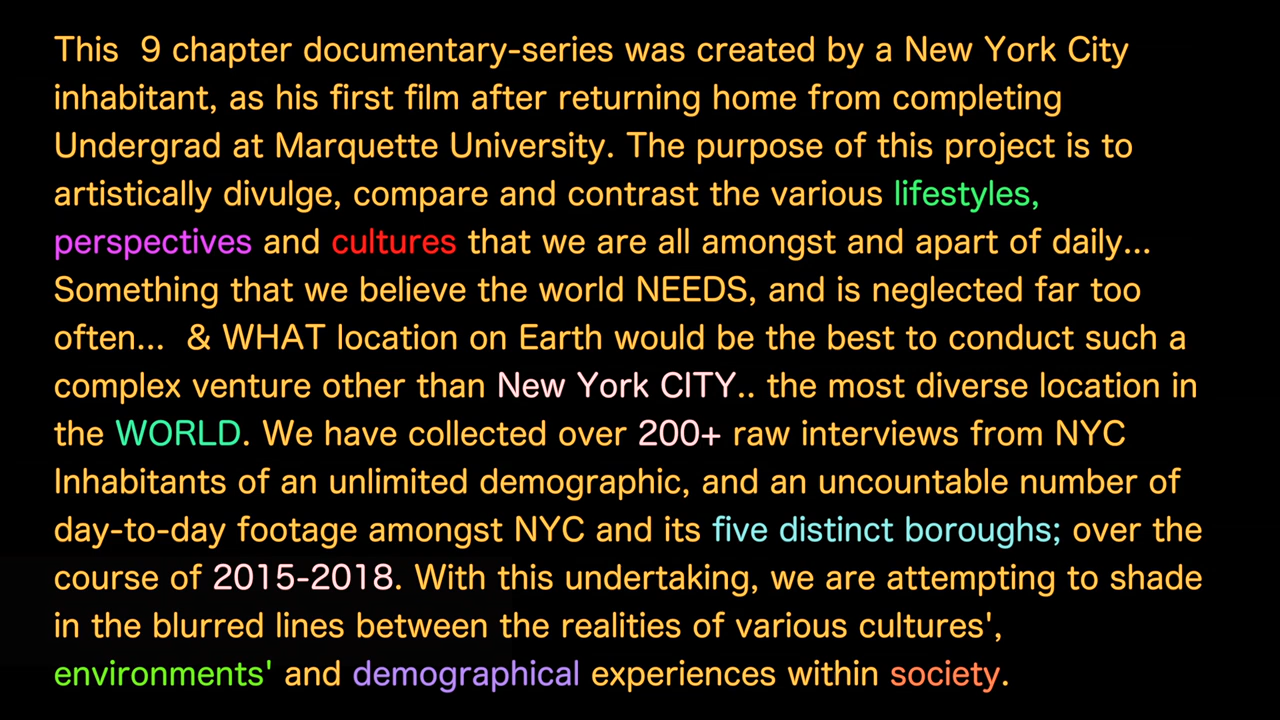 This  9 chapter documentary-series was created by a New York City
inhabitant, as his first film after returning home from completing
Undergrad at Marquette University. The purpose of this project is to
artistically divulge, compare and contrast the various lifestyles,
perspectives and cultures that we are all amongst and apart of daily...
Something that we believe the world NEEDS, and is neglected far too
often...  & WHAT location on Earth would be the best to conduct such a
complex venture other than New York CITY.. the most diverse location in
the WORLD. We have collected over 200+ raw interviews from NYC
Inhabitants of an unlimited demographic, and an uncountable number of
day-to-day footage amongst NYC and its five distinct boroughs; over the
course of 2015-2018. With this undertaking, we are attempting to shade
in the blurred lines between the realities of various cultures',
environments' and demographical experiences within society.